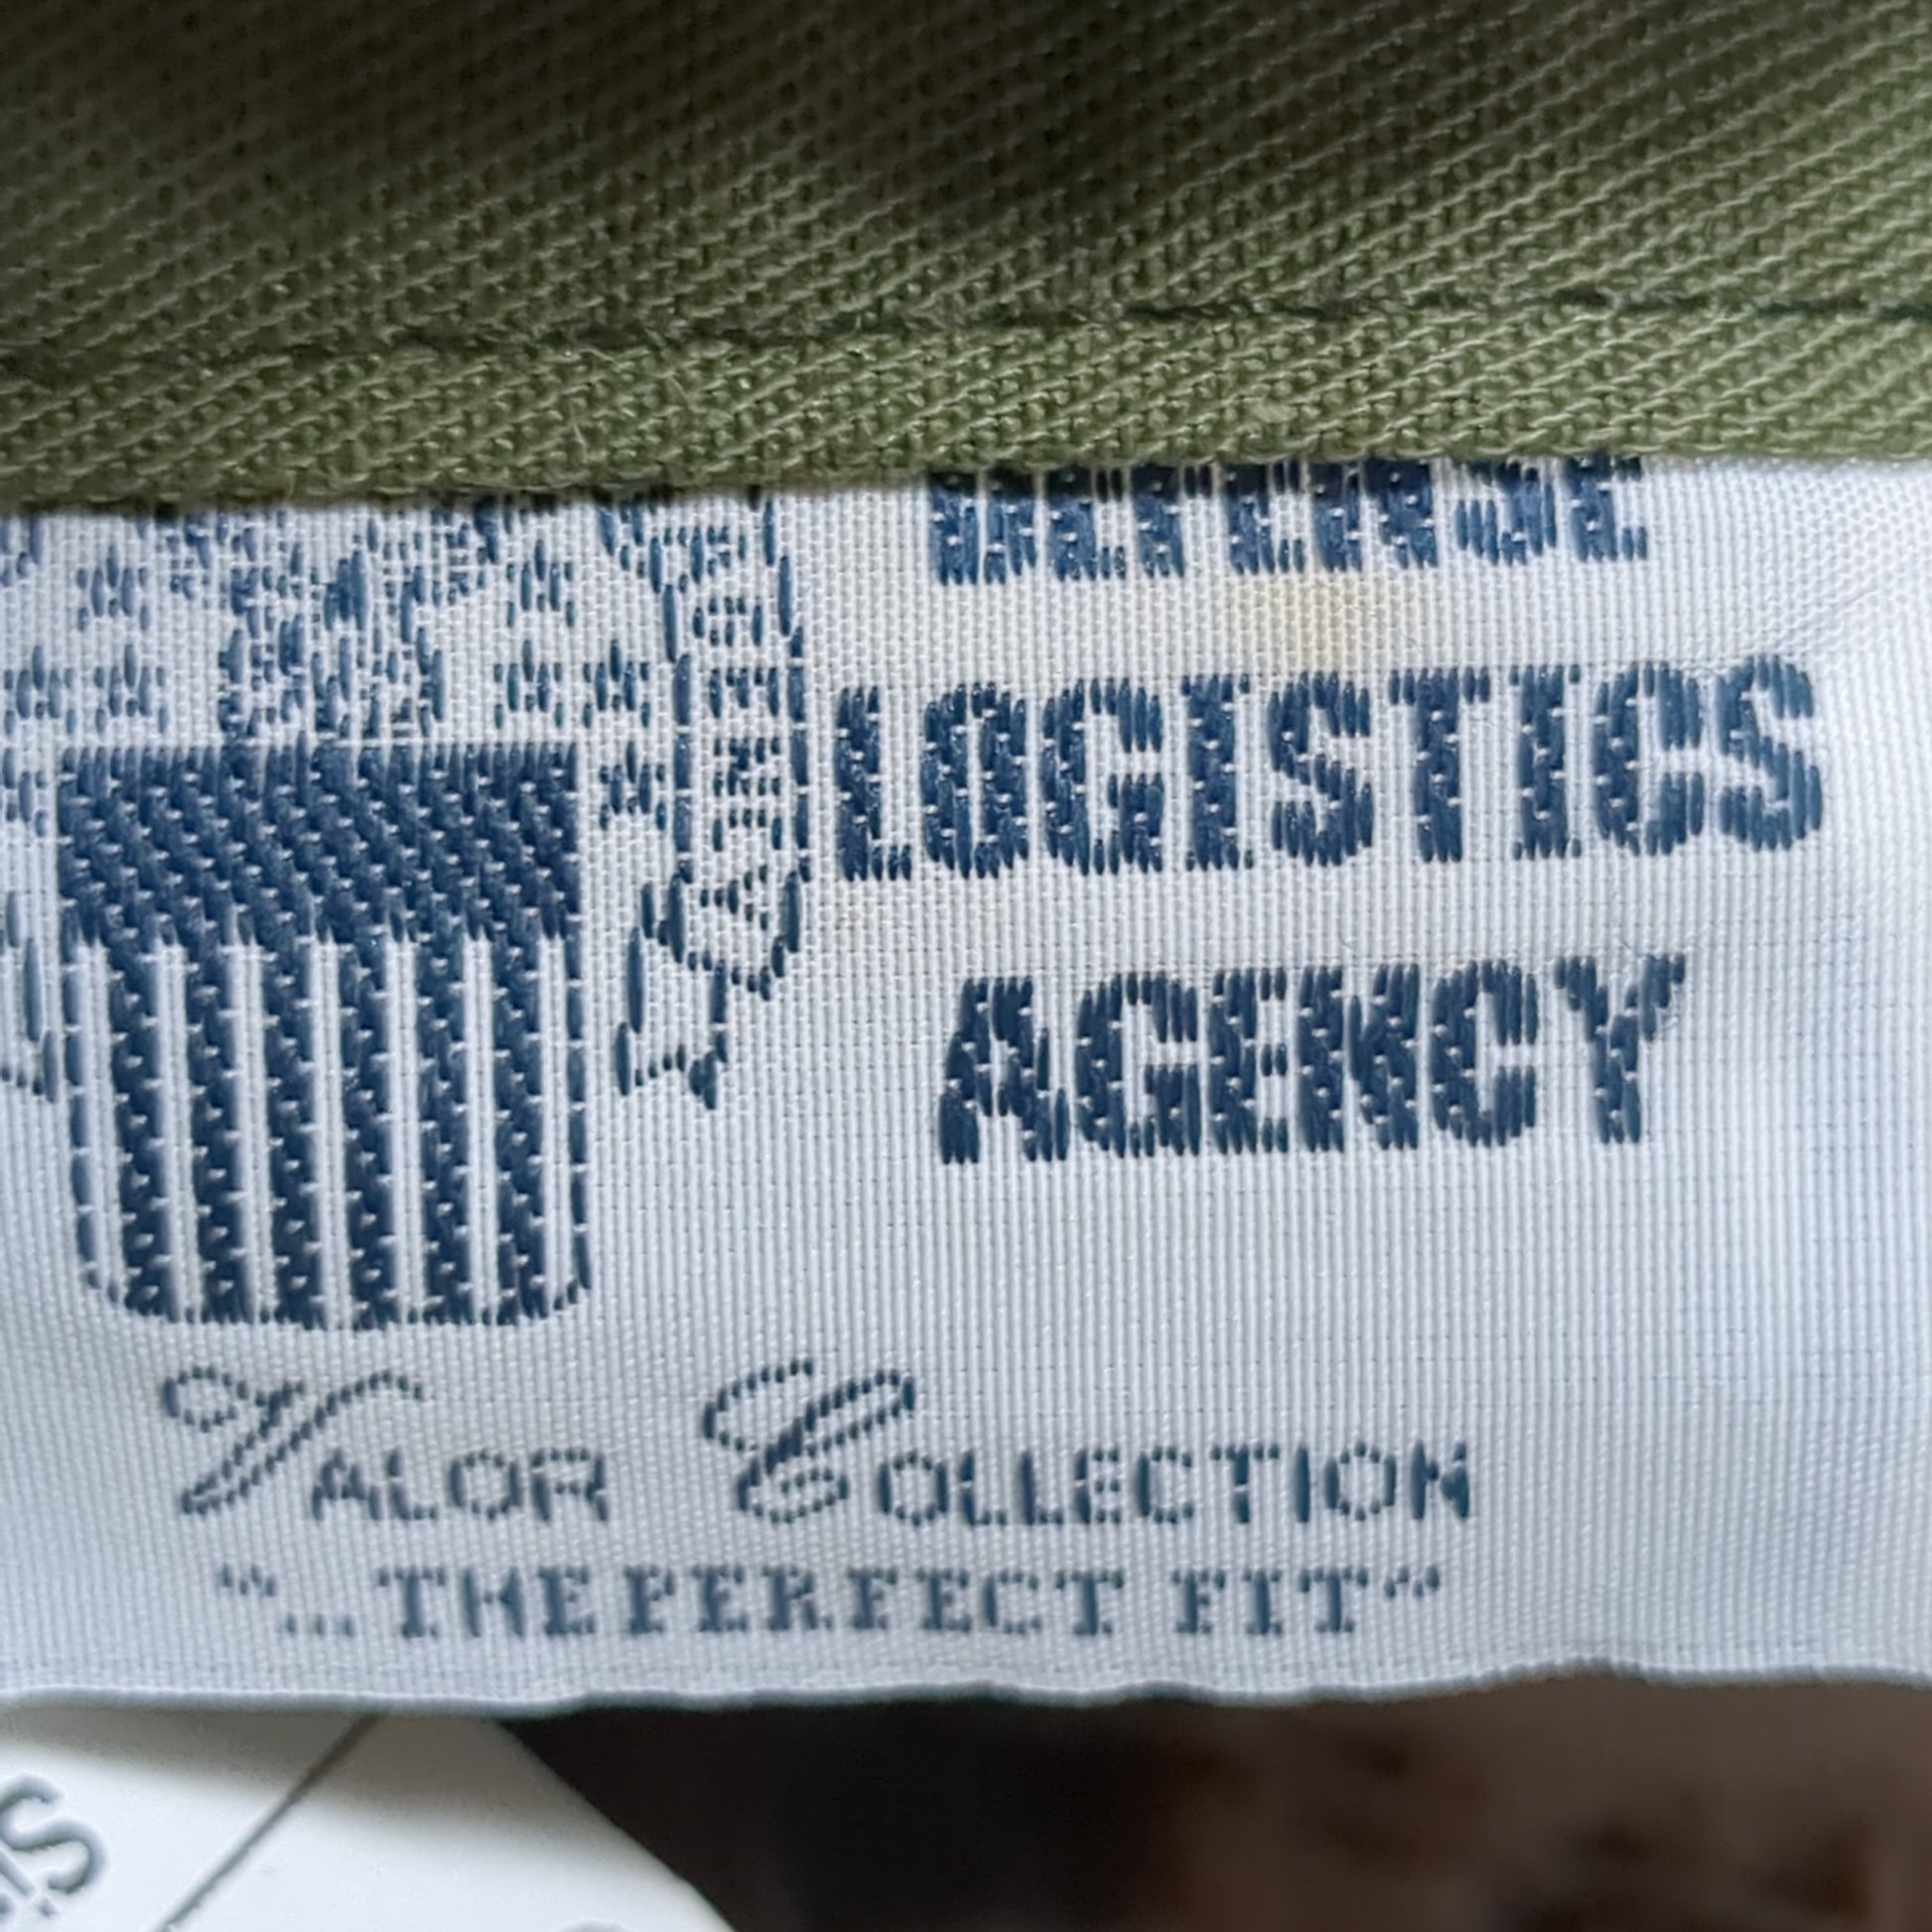 DEFENSE
LOGISTICS
AGENCY
VALOR COLLECTION
"...THE PERFECT FIT"